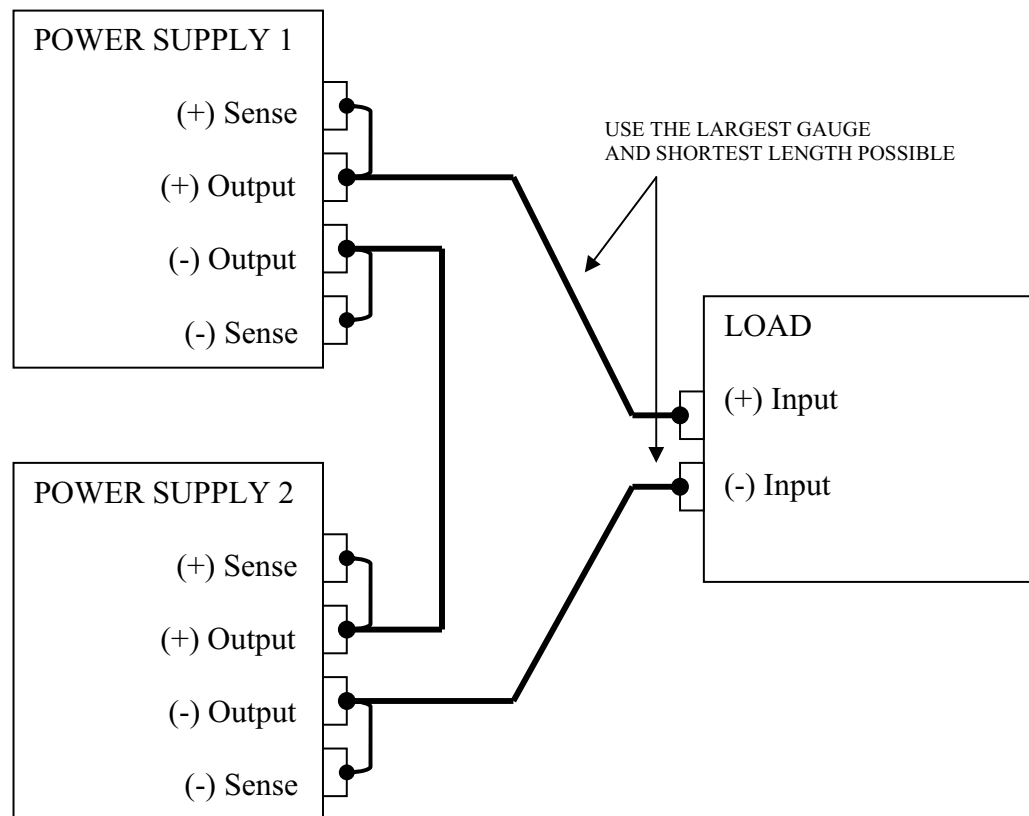 POWER SUPPLY 1
(+) Sense
(+) Output
(-) Output
(-) Sense
USE THE LARGEST GAUGE
AND SHORTEST LENGTH POSSIBLE
LOAD
(+) Input
(-) Input
POWER SUPPLY 2
(+) Sense
(+) Output
(-) Output
(-) Sense